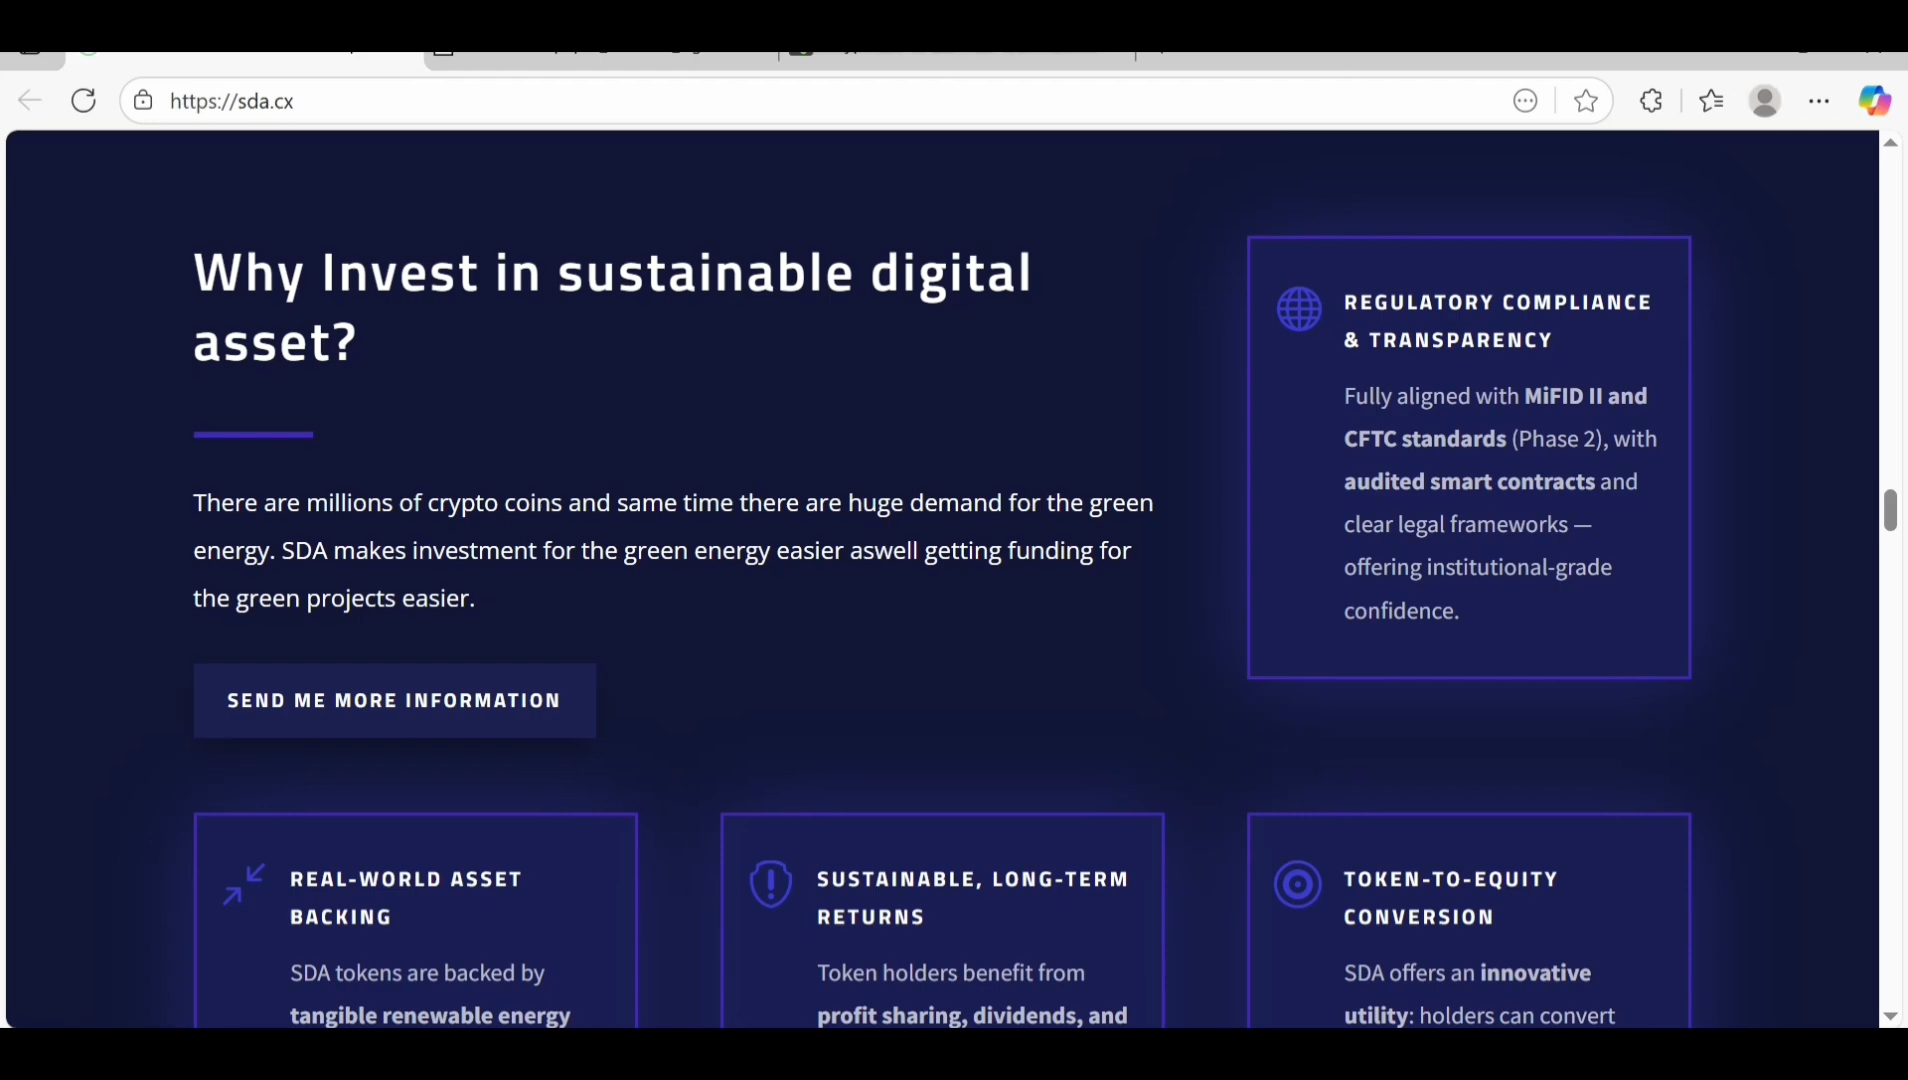 https://sda.cx
Why Invest in sustainable digital
asset?
There are millions of crypto coins and same time there are huge demand for the green
energy. SDA makes investment for the green energy easier aswell getting funding for
the green projects easier.
SEND ME MORE INFORMATION
REGULATORY COMPLIANCE
& TRANSPARENCY
Fully aligned with MiFID II and
CFTC standards (Phase 2), with
audited smart contracts and
clear legal frameworks —
offering institutional-grade
confidence.
REAL-WORLD ASSET
BACKING
SDA tokens are backed by
tangible renewable energy
SUSTAINABLE, LONG-TERM
RETURNS
Token holders benefit from
profit sharing, dividends, and
TOKEN-TO-EQUITY
CONVERSION
SDA offers an innovative
utility: holders can convert